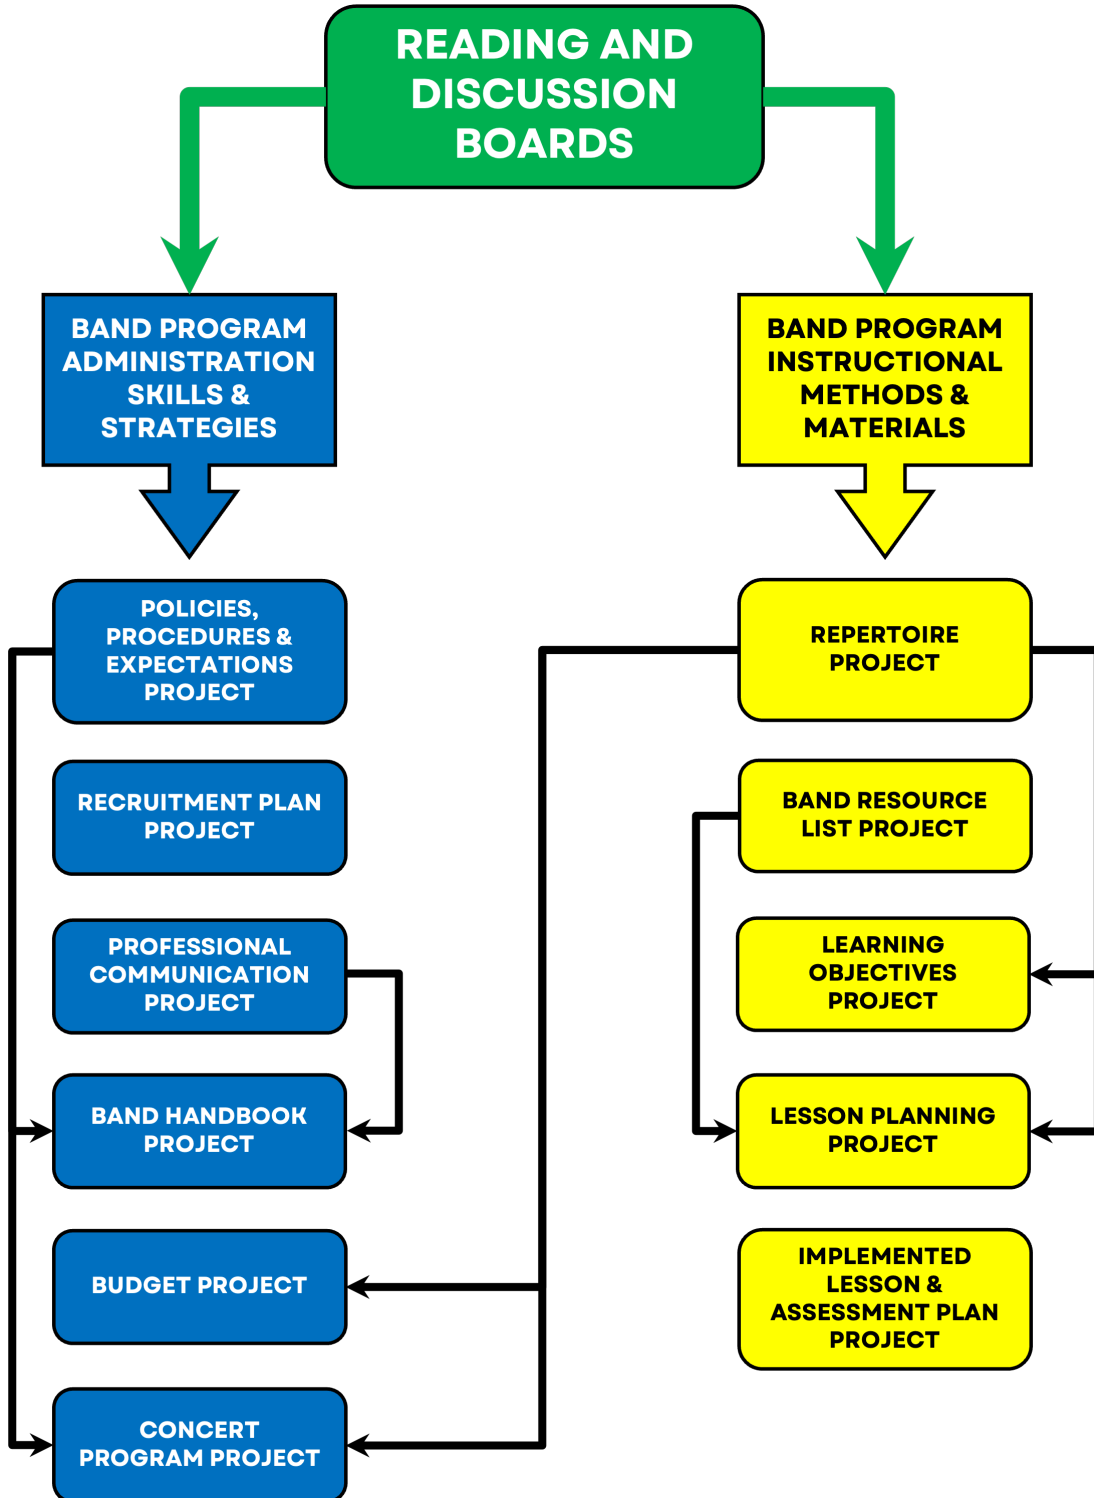 READING AND
DISCUSSION
BOARDS
BAND PROGRAM
ADMINISTRATION
SKILLS &
STRATEGIES
BAND PROGRAM
INSTRUCTIONAL
METHODS &
MATERIALS
POLICIES,
PROCEDURES &
EXPECTATIONS
PROJECT
RECRUITMENT PLAN
PROJECT
PROFESSIONAL
COMMUNICATION
PROJECT
BAND HANDBOOK
PROJECT
BUDGET PROJECT
CONCERT
PROGRAM PROJECT
REPERTOIRE
PROJECT
BAND RESOURCE
LIST PROJECT
LEARNING
OBJECTIVES
PROJECT
LESSON PLANNING
PROJECT
IMPLEMENTED
LESSON &
ASSESSMENT PLAN
PROJECT